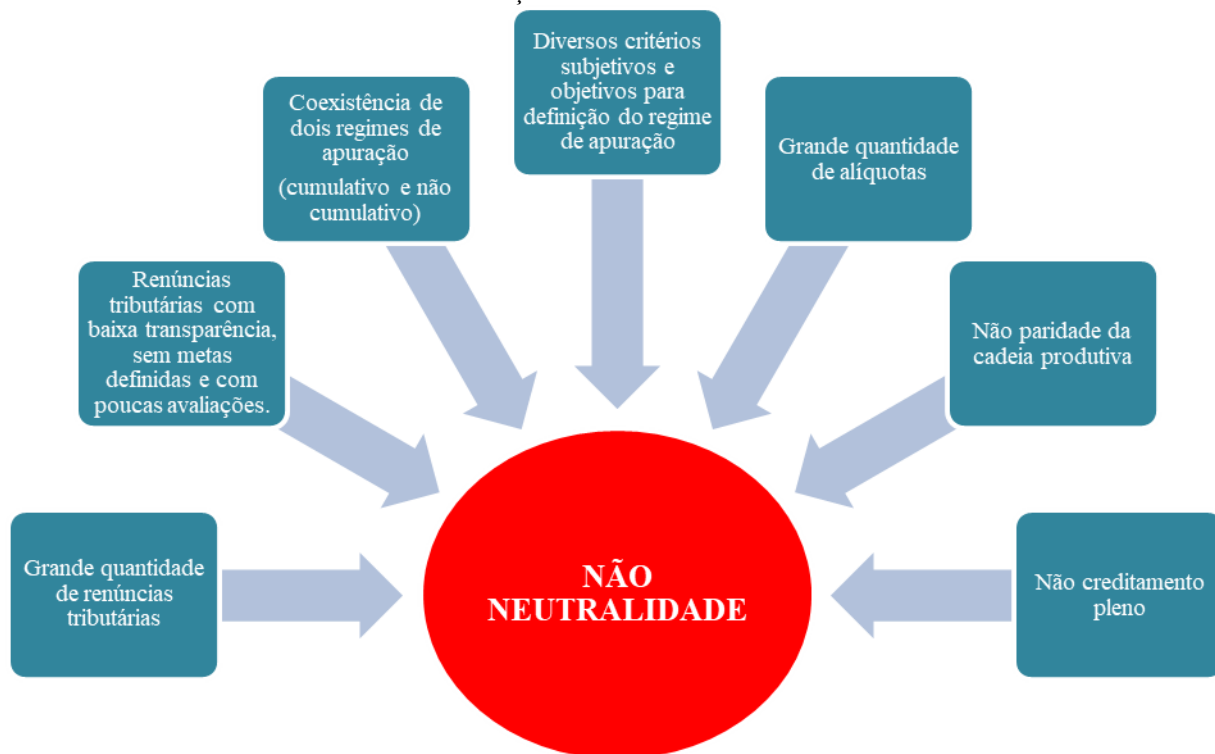 Diversos critérios
subjetivos e
objetivos para
definição do regime
de apuração
Coexistência de
dois regimes de
apuração
(cumulativo e não
cumulativo)
Grande quantidade
de alíquotas
Renúncias
tributárias com
baixa transparência,
sem metas
definidas e com
poucas avaliações.
Não paridade da
cadeia produtiva
Grande quantidade
de renúncias
tributárias
NÃO
NEUTRALIDADE
Não creditamento
pleno